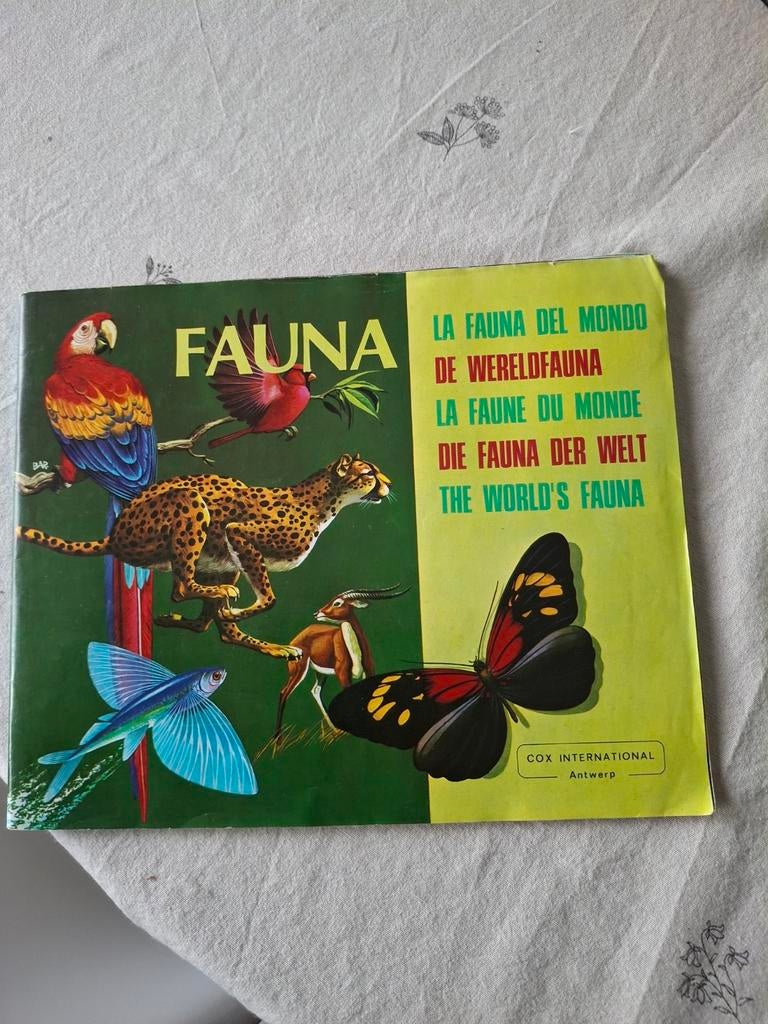 FAUNA
LA FAUNA DEL MONDO
DE WERELDFAUNA
LA FAUNE DU MONDE
DIE FAUNA DER WELT
THE WORLD'S FAUNA
BAR
COX INTERNATIONAL
Antwerp